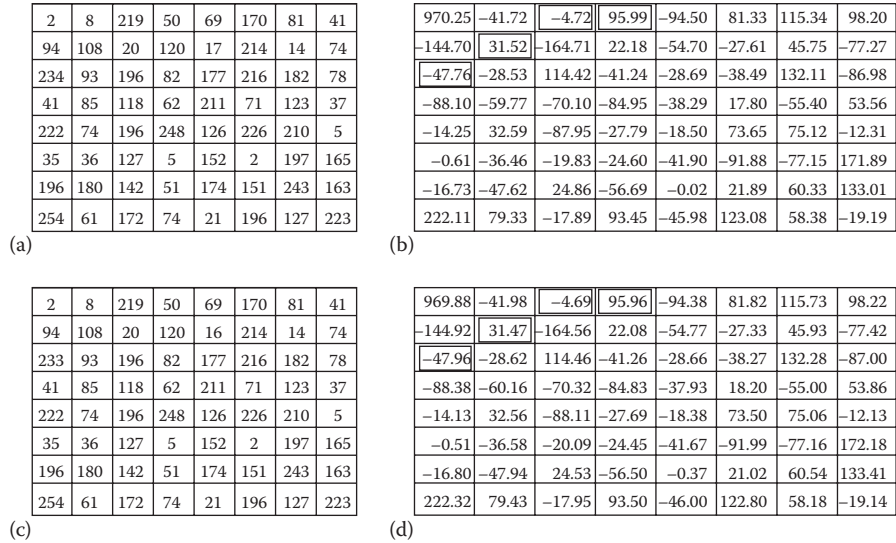 2 8 219 50 69 170 81 41
94 108 20 120 17 214 14 74
234 93 196 82 177 216 182 78
41 85 118 62 211 71 123 37
222 74 196 248 126 226 210 5
35 36 127 5 152 2 197 165
196 180 142 51 174 151 243 163
254 61 172 74 21 196 127 223
(a)
970.25 −41.72 −4.72 95.99 −94.50 81.33 115.34 98.20
−144.70 31.52 −164.71 22.18 −54.70 −27.61 45.75 −77.27
−47.76 −28.53 114.42 −41.24 −28.69 −38.49 132.11 −86.98
−88.10 −59.77 −70.10 −84.95 −38.29 17.80 −55.40 53.56
−14.25 32.59 −87.95 −27.79 −18.50 73.65 75.12 −12.31
−0.61 −36.46 −19.83 −24.60 −41.90 −91.88 −77.15 171.89
−16.73 −47.62 24.86 −56.69 −0.02 21.89 60.33 133.01
222.11 79.33 −17.89 93.45 −45.98 123.08 58.38 −19.19
(b)
2 8 219 50 69 170 81 41
94 108 20 120 16 214 14 74
233 93 196 82 177 216 182 78
41 85 118 62 211 71 123 37
222 74 196 248 126 226 210 5
35 36 127 5 152 2 197 165
196 180 142 51 174 151 243 163
254 61 172 74 21 196 127 223
(c)
969.88 −41.98 −4.69 95.96 −94.38 81.82 115.73 98.22
−144.92 31.47 −164.56 22.08 −54.77 −27.33 45.93 −77.42
−47.96 −28.62 114.46 −41.26 −28.66 −38.27 132.28 −87.00
−88.38 −60.16 −70.32 −84.83 −37.93 18.20 −55.00 53.86
−14.13 32.56 −88.11 −27.69 −18.38 73.50 75.06 −12.13
−0.51 −36.58 −20.09 −24.45 −41.67 −91.99 −77.16 172.18
−16.80 −47.94 24.53 −56.50 −0.37 21.02 60.54 133.41
222.32 79.43 −17.95 93.50 −46.00 122.80 58.18 −19.14
(d)